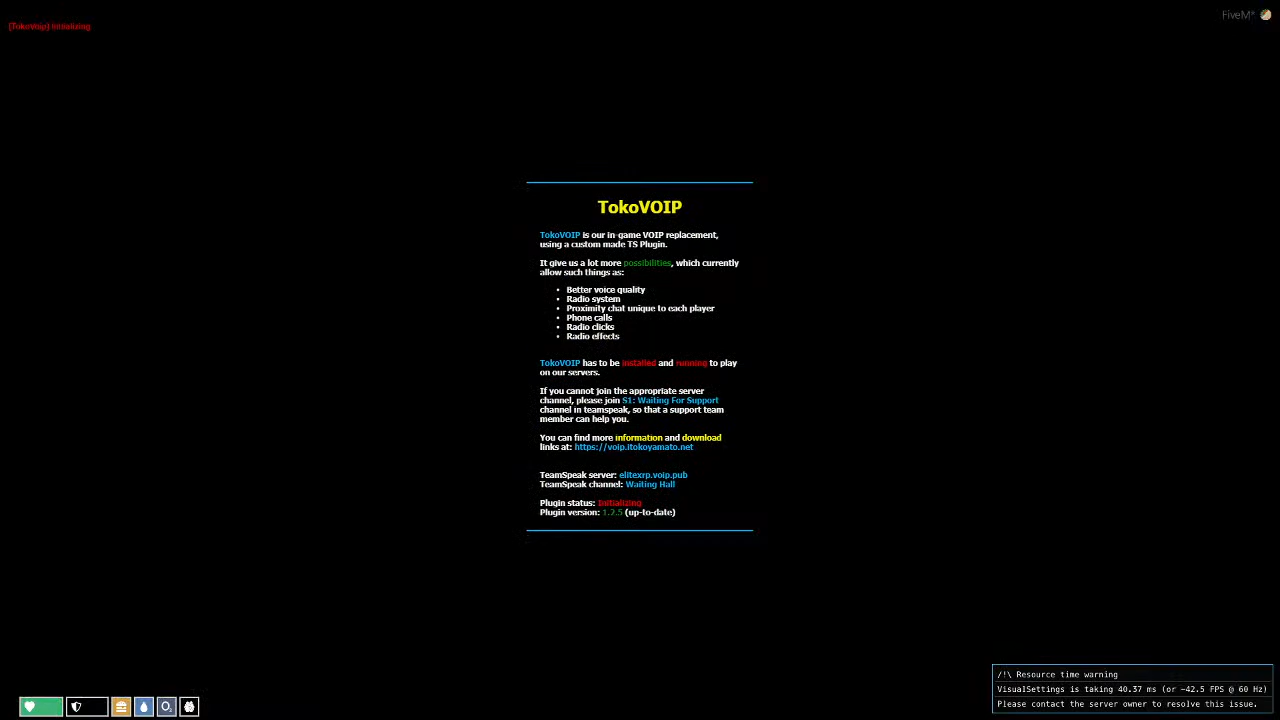 [TokoVoip] Initializing
FiveM*
TokoVOIP
TokoVOIP is our in-game VOIP replacement,
using a custom made TS Plugin.
It give us a lot more possibilities, which currently
allow such things as:
• Better voice quality
• Radio system
• Proximity chat unique to each player
• Phone calls
• Radio clicks
• Radio effects
TokoVOIP has to be installed and running to play
on our servers.
If you cannot join the appropriate server
channel, please join S1: Waiting For Support
channel in teamspeak, so that a support team
member can help you.
You can find more information and download
links at: https://voip.itokoyamato.net
TeamSpeak server: elitexrp.voip.pub
TeamSpeak channel: Waiting Hall
Plugin status: Initializing
Plugin version: 1.2.5 (up-to-date)
/!\ Resource time warning
VisualSettings is taking 40.37 ms (or -42.5 FPS @ 60 Hz)
Please contact the server owner to resolve this issue.
O₂